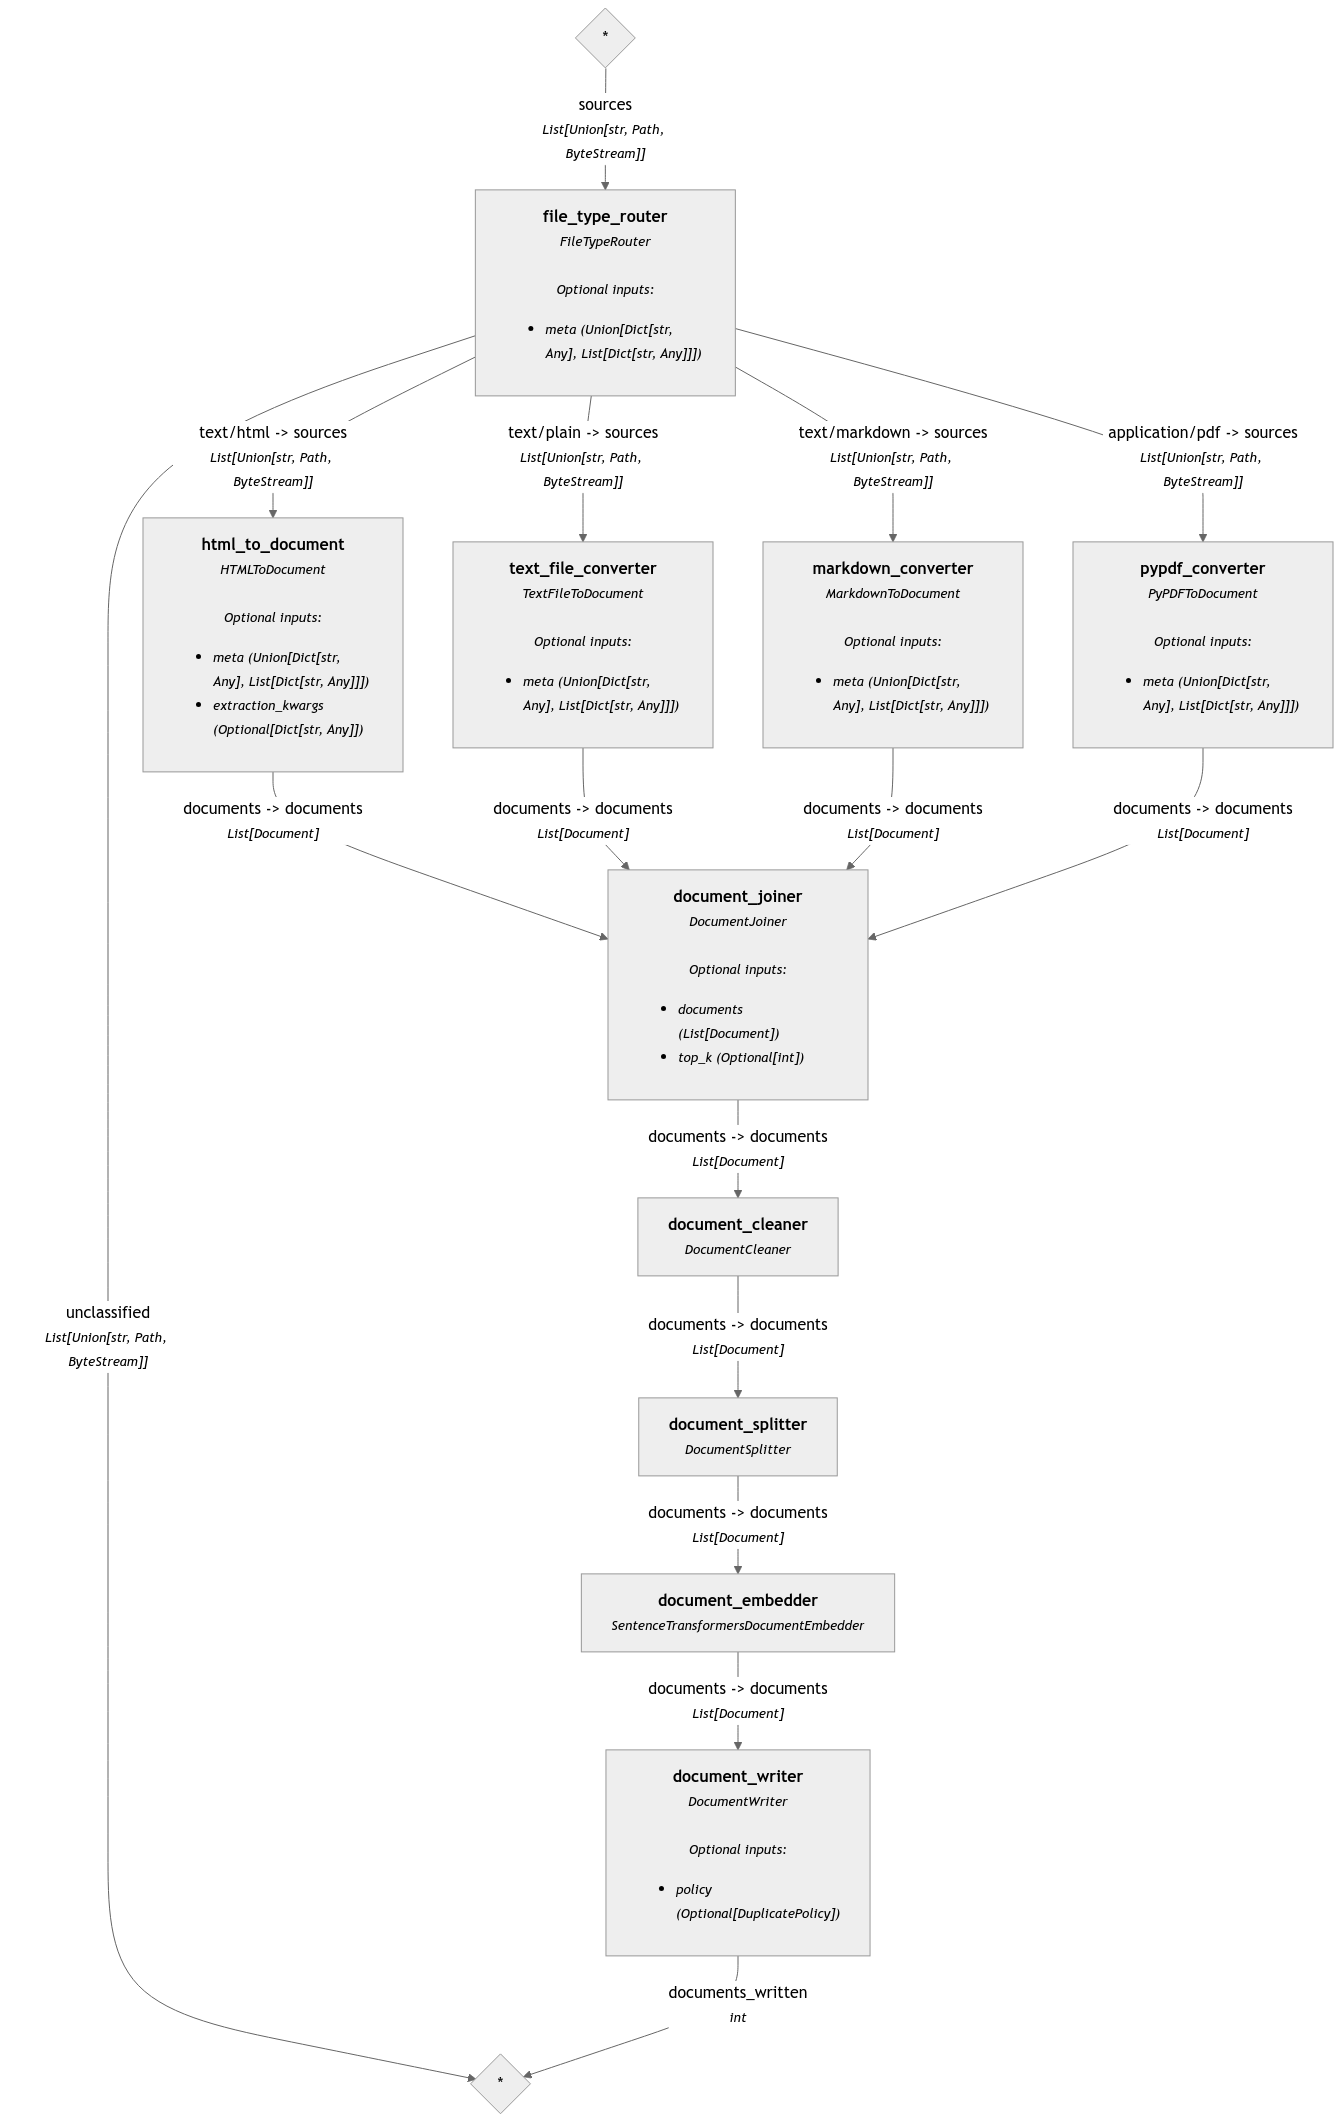 *
sources
List[Union[str, Path,
ByteStream]]
file_type_router
FileTypeRouter
Optional inputs:
• meta (Union[Dict[str,
Any], List[Dict[str, Any]]])
text/html -> sources
List[Union[str, Path,
ByteStream]]
text/plain -> sources
List[Union[str, Path,
ByteStream]]
text/markdown -> sources
List[Union[str, Path,
ByteStream]]
application/pdf -> sources
List[Union[str, Path,
ByteStream]]
html_to_document
HTMLToDocument
Optional inputs:
• meta (Union[Dict[str,
Any], List[Dict[str, Any]]])
• extraction_kwargs
(Optional[Dict[str, Any]])
text_file_converter
TextFileToDocument
Optional inputs:
• meta (Union[Dict[str,
Any], List[Dict[str, Any]]])
markdown_converter
MarkdownToDocument
Optional inputs:
• meta (Union[Dict[str,
Any], List[Dict[str, Any]]])
pypdf_converter
PyPDFToDocument
Optional inputs:
• meta (Union[Dict[str,
Any], List[Dict[str, Any]]])
documents -> documents
List[Document]
documents -> documents
List[Document]
documents -> documents
List[Document]
documents -> documents
List[Document]
document_joiner
DocumentJoiner
Optional inputs:
• documents
(List[Document])
• top_k (Optional[int])
documents -> documents
List[Document]
document_cleaner
DocumentCleaner
unclassified
List[Union[str, Path,
ByteStream]]
documents -> documents
List[Document]
document_splitter
DocumentSplitter
documents -> documents
List[Document]
document_embedder
SentenceTransformersDocumentEmbedder
documents -> documents
List[Document]
document_writer
DocumentWriter
Optional inputs:
• policy
(Optional[DuplicatePolicy])
documents_written
int
*